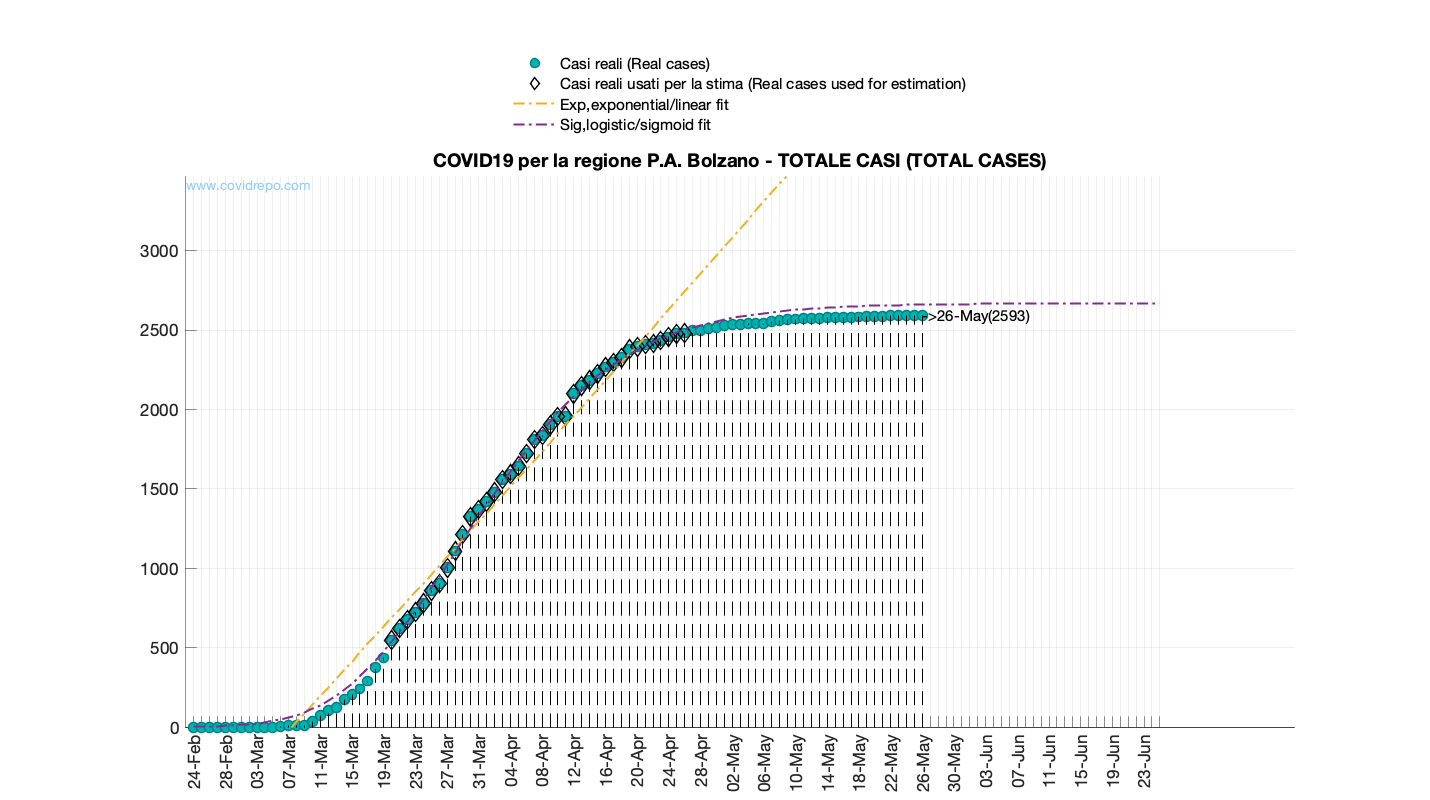 Casi reali (Real cases)
Casi reali usati per la stima (Real cases used for estimation)
Exp,exponential/linear fit
Sig,logistic/sigmoid fit
COVID19 per la regione P.A. Bolzano - TOTALE CASI (TOTAL CASES)
www.covidrepo.com
3000
2500
2000
1500
1000
500
0
->26-May(2593)
24-Feb
28-Feb
03-Mar
07-Mar
11-Mar
15-Mar
19-Mar
23-Mar
27-Mar
31-Mar
04-Apr
08-Apr
12-Apr
16-Apr
20-Apr
24-Apr
28-Apr
02-May
06-May
10-May
14-May
18-May
22-May
26-May
30-May
03-Jun
07-Jun
11-Jun
15-Jun
19-Jun
23-Jun